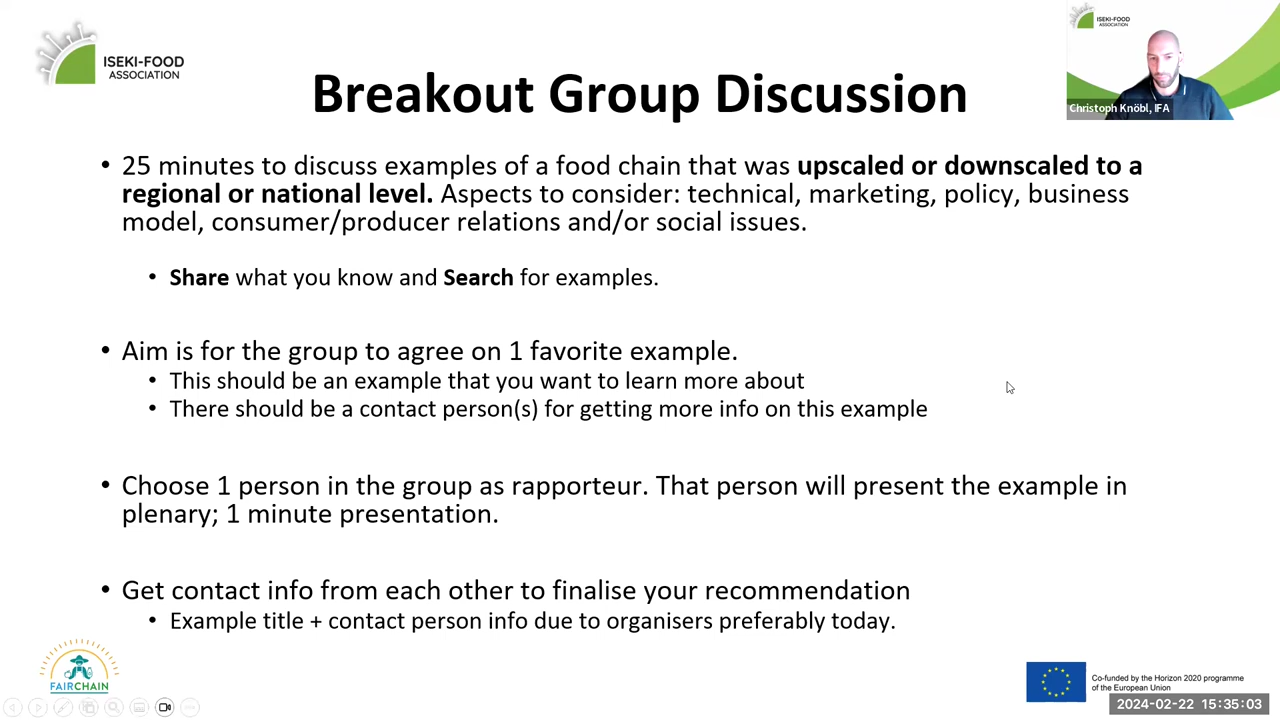 ISEKI-FOOD
ASSOCIATION
ISEKI-FOOD
ASSOCIATION
Christoph Knöbl, IFA
Breakout Group Discussion
• 25 minutes to discuss examples of a food chain that was upscaled or downscaled to a
regional or national level. Aspects to consider: technical, marketing, policy, business
model, consumer/producer relations and/or social issues.
• Share what you know and Search for examples.
• Aim is for the group to agree on 1 favorite example.
• This should be an example that you want to learn more about
• There should be a contact person(s) for getting more info on this example
• Choose 1 person in the group as rapporteur. That person will present the example in
plenary; 1 minute presentation.
• Get contact info from each other to finalise your recommendation
• Example title + contact person info due to organisers preferably today.
FAIRCHAIN
Co-funded by the Horizon 2020 programme
of the European Union
2024-02-22 15:35:03